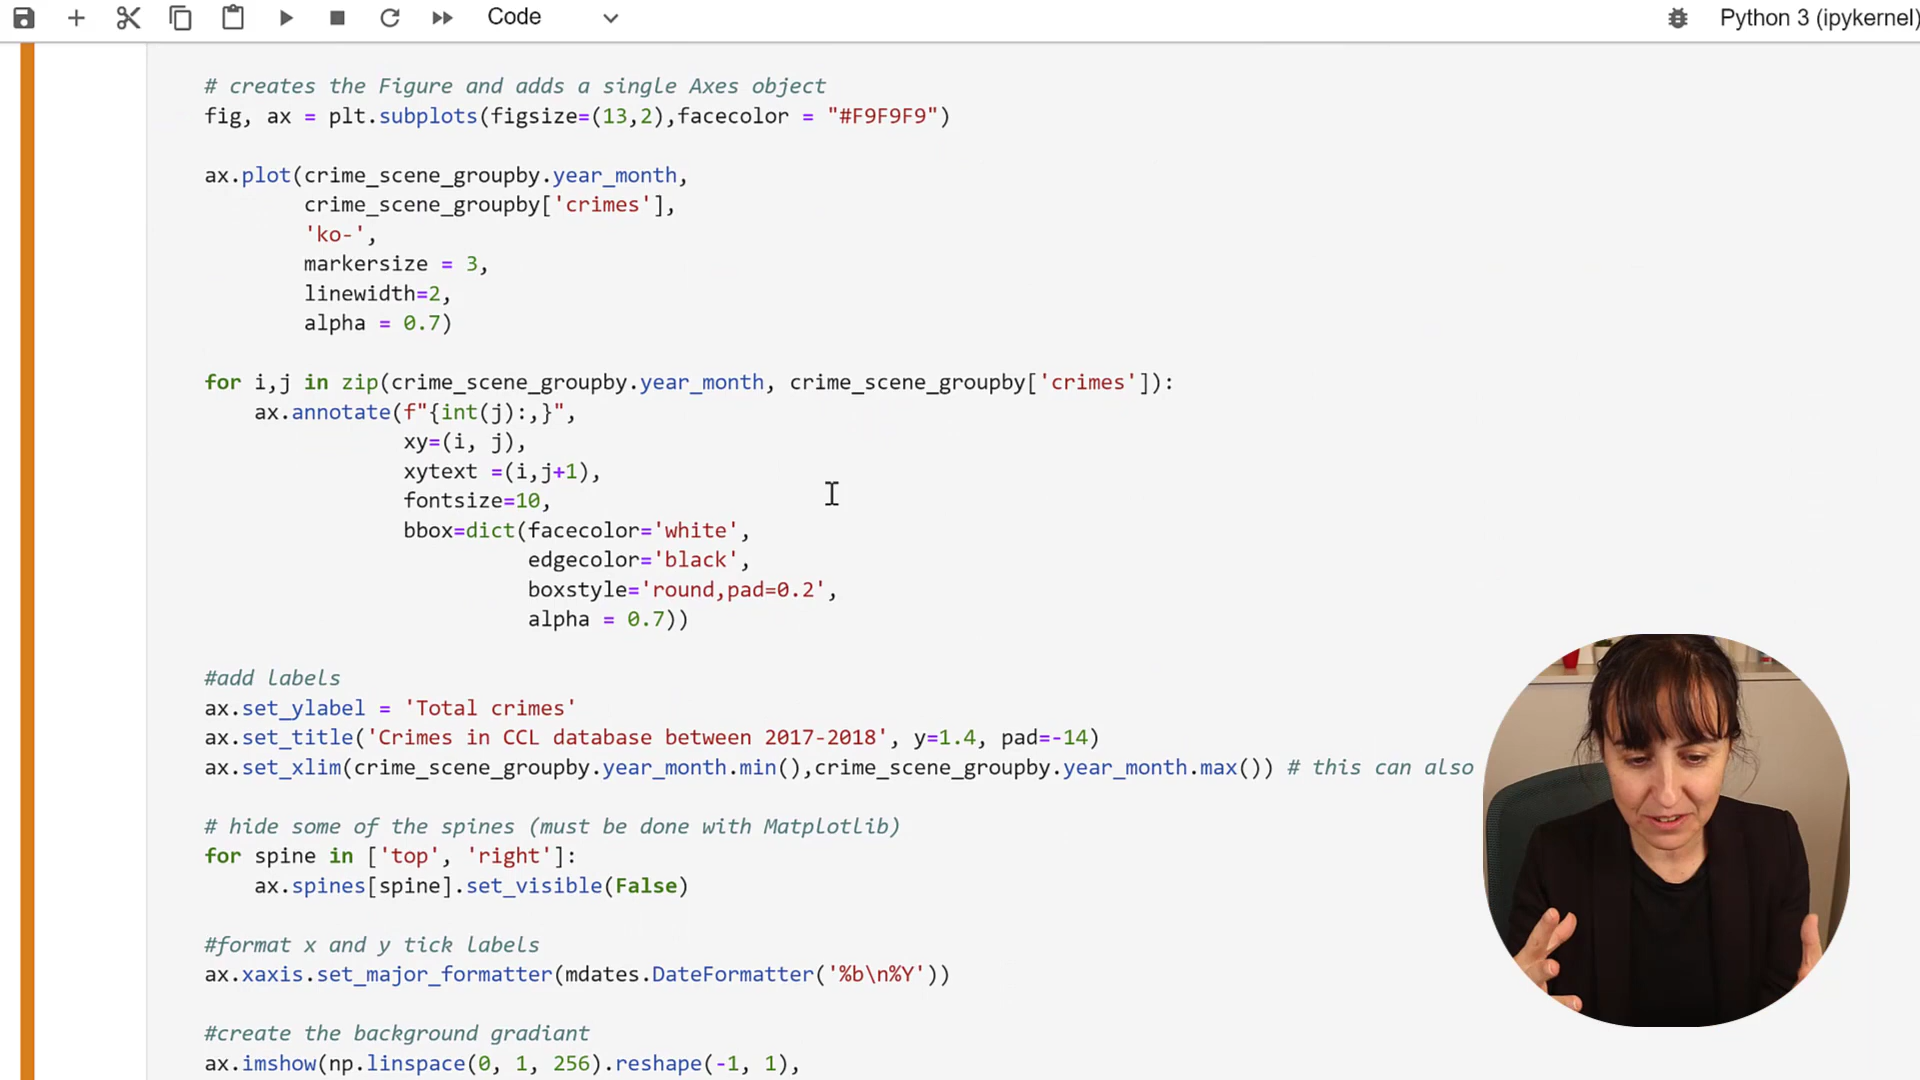 Code
Python 3 (ipykernel)
# creates the Figure and adds a single Axes object
fig, ax = plt.subplots(figsize=(13,2),facecolor = "#F9F9F9")
ax.plot(crime_scene_groupby.year_month,
crime_scene_groupby['crimes'],
'ko-',
markersize = 3,
linewidth=2,
alpha = 0.7)
for i,j in zip(crime_scene_groupby.year_month, crime_scene_groupby['crimes']):
ax.annotate(f"{int(j):,}",
xy=(i, j),
xytext =(i,j+1),
fontsize=10,
bbox=dict(facecolor='white',
edgecolor='black',
boxstyle='round,pad=0.2',
alpha = 0.7))
#add labels
ax.set_ylabel = 'Total crimes'
ax.set_title('Crimes in CCL database between 2017-2018', y=1.4, pad=-14)
ax.set_xlim(crime_scene_groupby.year_month.min(),crime_scene_groupby.year_month.max()) # this can also
# hide some of the spines (must be done with Matplotlib)
for spine in ['top', 'right']:
ax.spines[spine].set_visible(False)
#format x and y tick labels
ax.xaxis.set_major_formatter(mdates.DateFormatter('%b\n%Y'))
#create the background gradiant
ax.imshow(np.linspace(0, 1, 256).reshape(-1, 1),